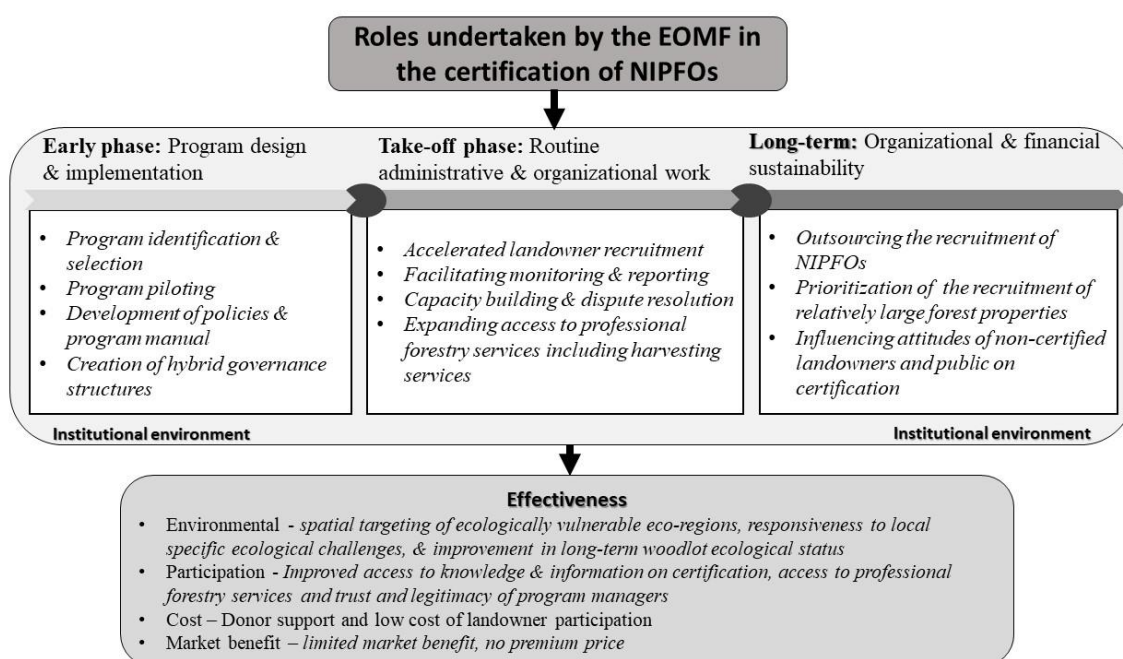 Roles undertaken by the EOMF in
the certification of NIPFOs
Early phase: Program design
& implementation
Take-off phase: Routine
administrative & organizational work
Long-term: Organizational & financial
sustainability
• Program identification &
selection
• Program piloting
• Development of policies &
program manual
• Creation of hybrid governance
structures
• Accelerated landowner recruitment
• Facilitating monitoring & reporting
• Capacity building & dispute resolution
• Expanding access to professional
forestry services including harvesting
services
• Outsourcing the recruitment of
NIPFOs
• Prioritization of the recruitment of
relatively large forest properties
• Influencing attitudes of non-certified
landowners and public on
certification
Institutional environment
Institutional environment
Effectiveness
• Environmental - spatial targeting of ecologically vulnerable eco-regions, responsiveness to local
specific ecological challenges, & improvement in long-term woodlot ecological status
• Participation - Improved access to knowledge & information on certification, access to professional
forestry services and trust and legitimacy of program managers
• Cost – Donor support and low cost of landowner participation
• Market benefit – limited market benefit, no premium price